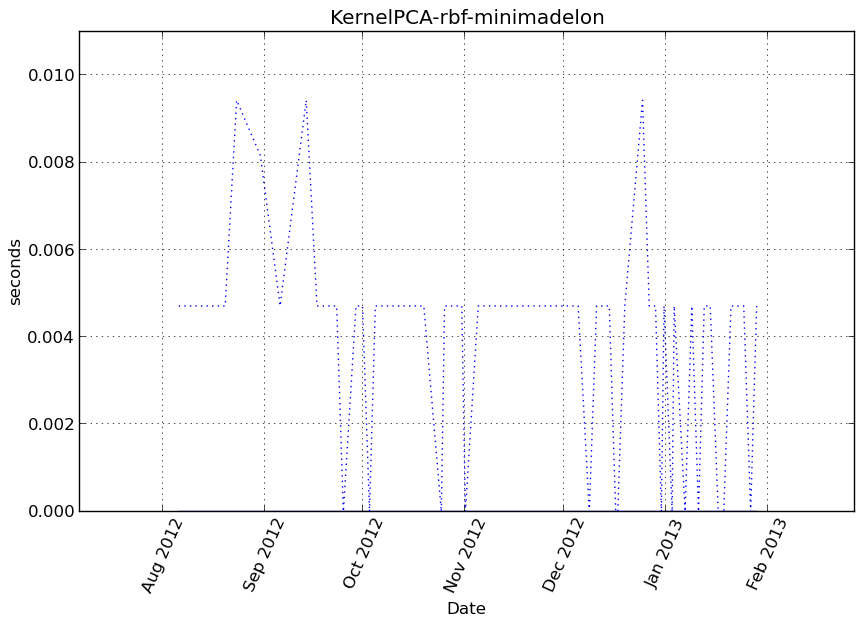 KernelPCA-rbf-minimadelon
0.010
0.008
0.006
0.004
0.002
0.000
seconds
Aug 2012
Sep 2012
Oct 2012
Nov 2012
Dec 2012
Jan 2013
Feb 2013
Date